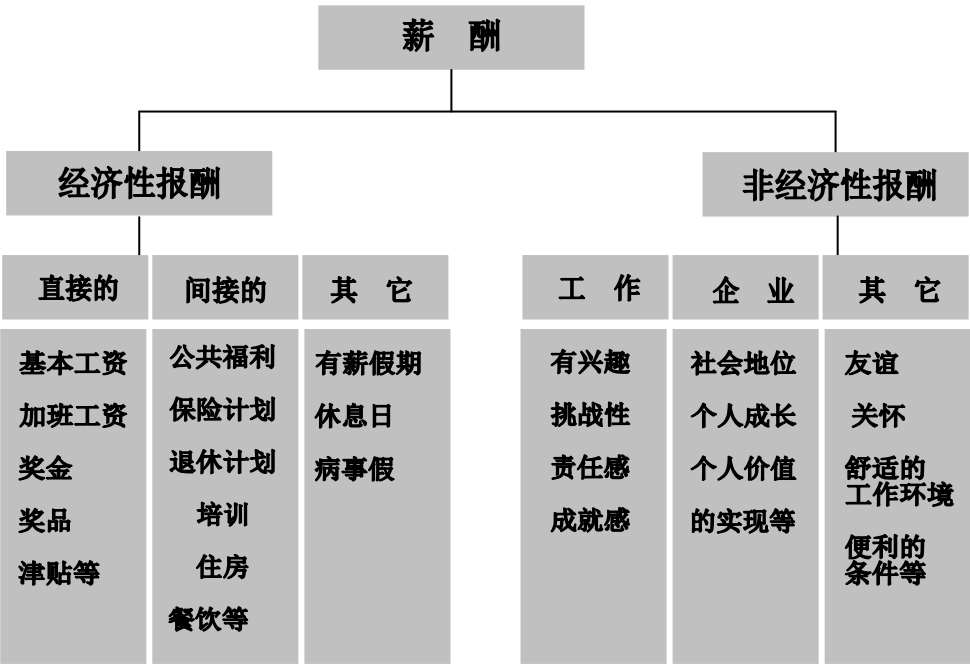 薪 酬
经济性报酬
非经济性报酬
直接的
间接的
其 它
工 作
企 业
其 它
基本工资
加班工资
奖金
奖品
津贴等
公共福利
保险计划
退休计划
培训
住房
餐饮等
有薪假期
休息日
病事假
有兴趣
挑战性
责任感
成就感
社会地位
个人成长
个人价值
的实现等
友谊
关怀
舒适的
工作环境
便利的
条件等